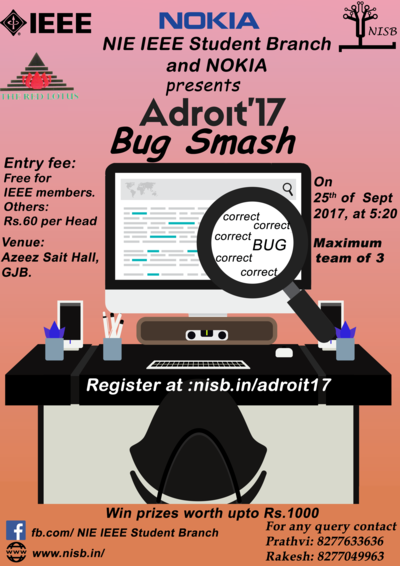 IEEE
NOKIA
NISB
THE RED LOTUS
NIE IEEE Student Branch
and NOKIA
presents
Adroit'17
Bug Smash
Entry fee:
Free for
IEEE members.
Others:
Rs.60 per Head
Venue:
Azeez Sait Hall,
GJB.
correct
correct
correct
BUG
correct
correct
On
25th of Sept
2017, at 5:20
Maximum
team of 3
Register at :nisb.in/adroit17
Win prizes worth upto Rs.1000
fb.com/ NIE IEEE Student Branch
www.nisb.in/
For any query contact
Prathvi: 8277633636
Rakesh: 8277049963